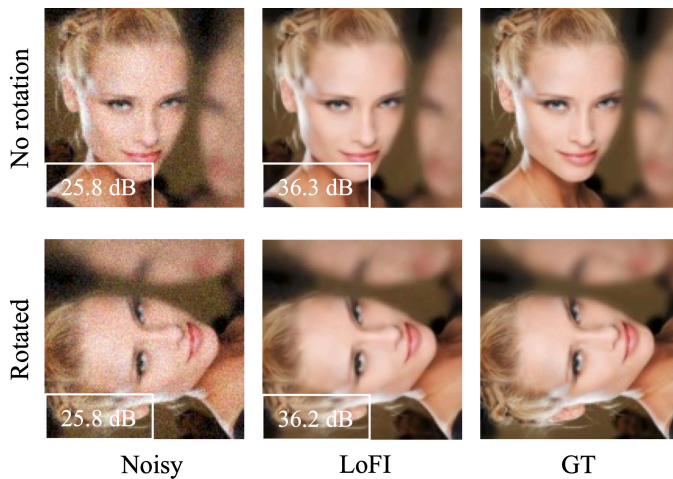 No rotation
25.8 dB
36.3 dB
Rotated
25.8 dB
36.2 dB
Noisy
LoFI
GT